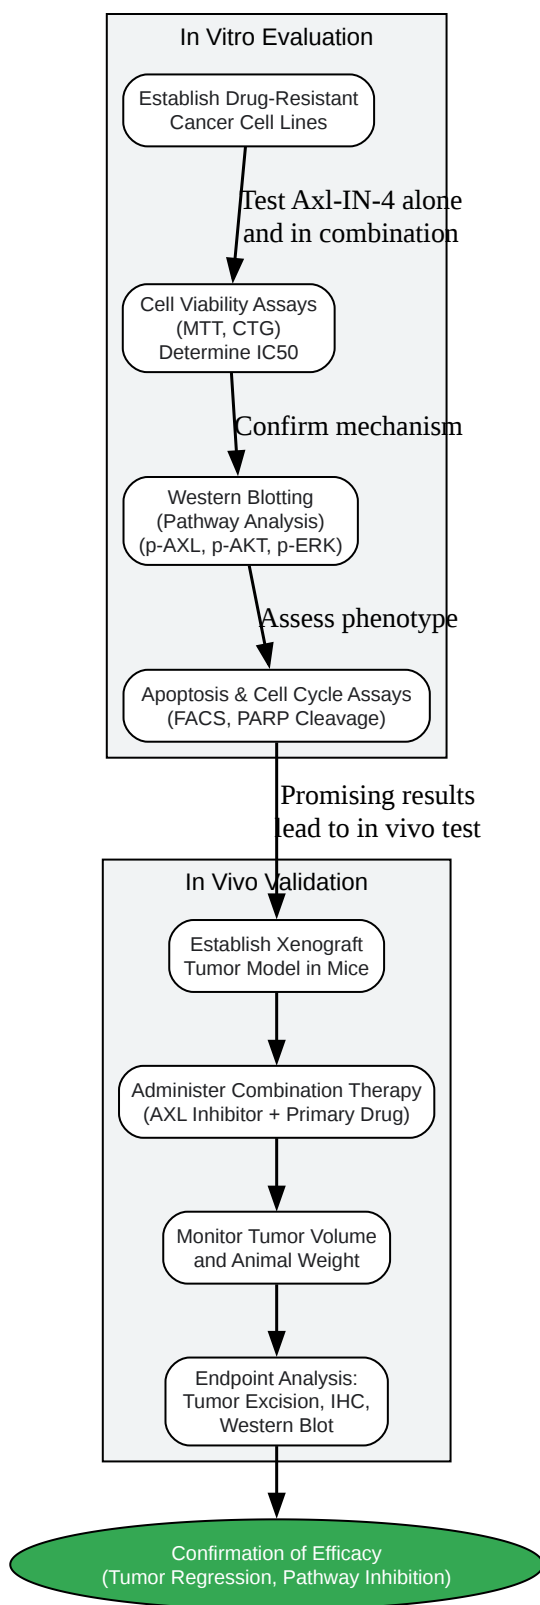 In Vitro Evaluation
Establish Drug-Resistant
Cancer Cell Lines
Test Axl-IN-4 alone
and in combination
Cell Viability Assays
(MTT, CTG)
Determine IC50
Confirm mechanism
Western Blotting
(Pathway Analysis)
(p-AXL, p-AKT, p-ERK)
Assess phenotype
Apoptosis & Cell Cycle Assays
(FACS, PARP Cleavage)
Promising results
lead to in vivo test
In Vivo Validation
Establish Xenograft
Tumor Model in Mice
Administer Combination Therapy
(AXL Inhibitor + Primary Drug)
Monitor Tumor Volume
and Animal Weight
Endpoint Analysis:
Tumor Excision, IHC,
Western Blot
Confirmation of Efficacy
(Tumor Regression, Pathway Inhibition)